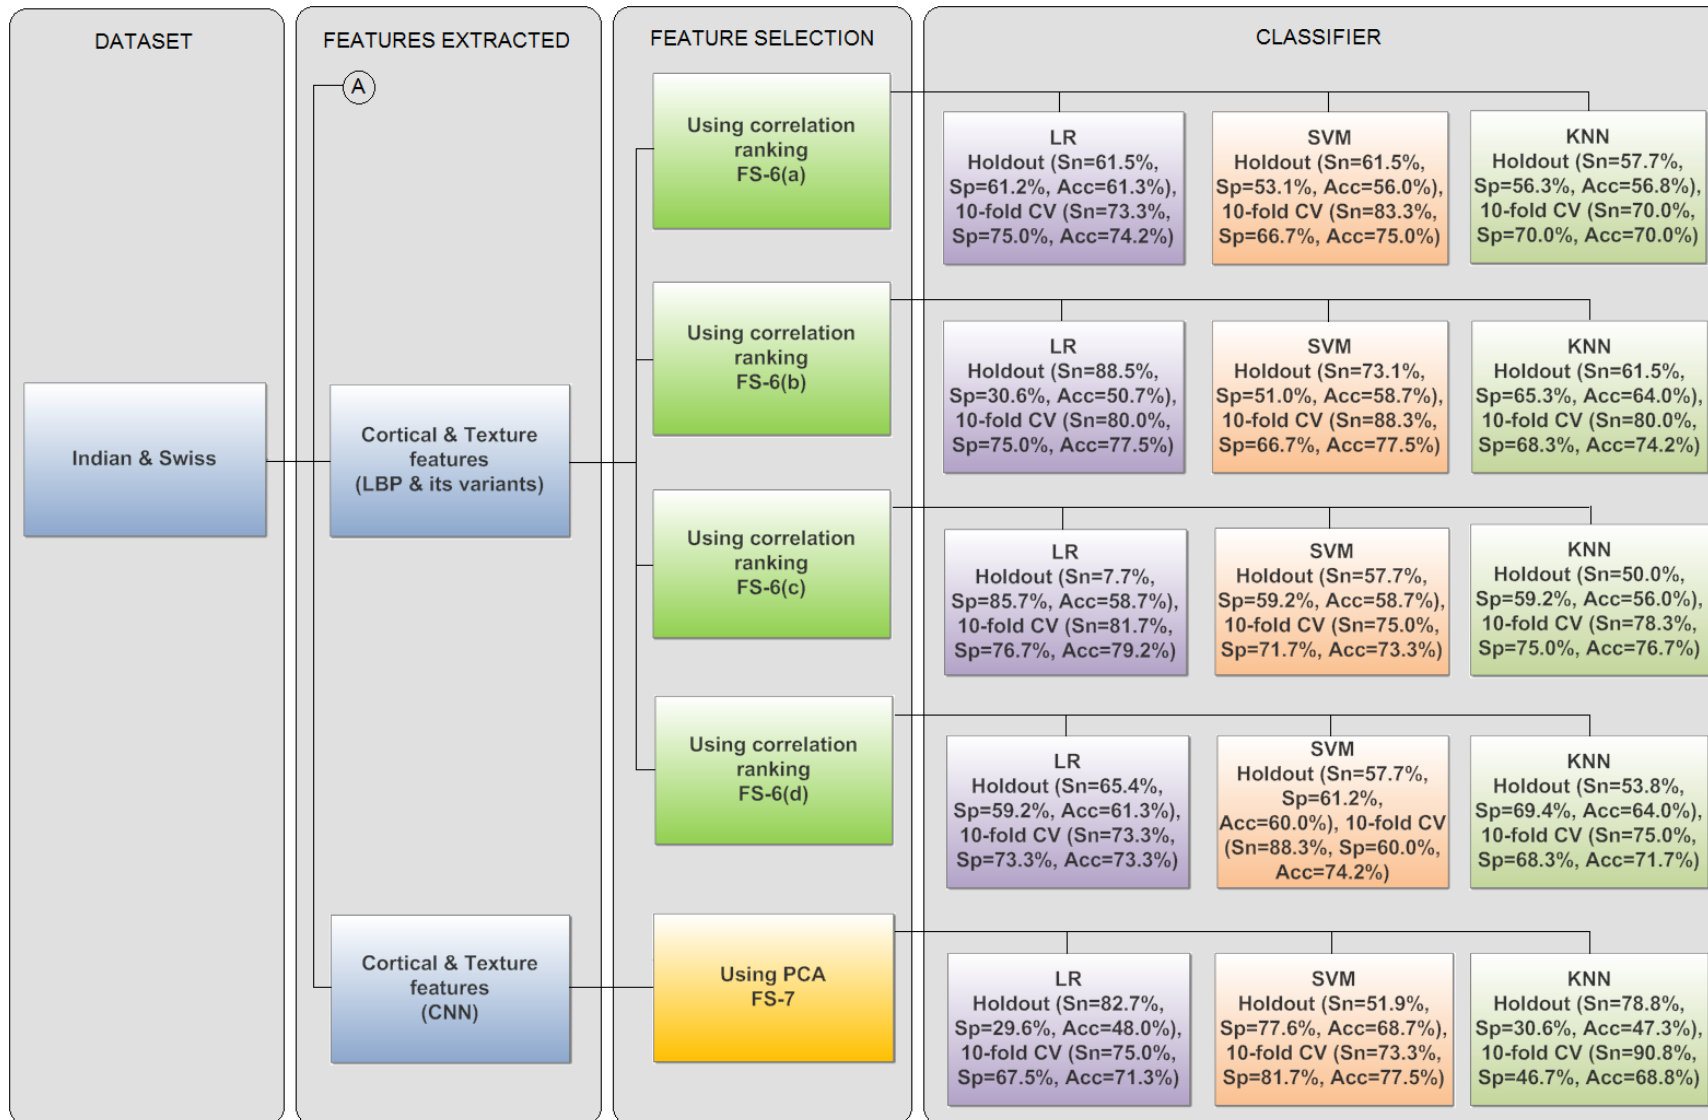 DATASET
FEATURES EXTRACTED
FEATURE SELECTION
CLASSIFIER
A
Indian & Swiss
Cortical & Texture
features
(LBP & its variants)
Cortical & Texture
features
(CNN)
Using correlation
ranking
FS-6(a)
LR
Holdout (Sn=61.5%,
Sp=61.2%, Acc=61.3%),
10-fold CV (Sn=73.3%,
Sp=75.0%, Acc=74.2%)
SVM
Holdout (Sn=61.5%,
Sp=53.1%, Acc=56.0%),
10-fold CV (Sn=83.3%,
Sp=66.7%, Acc=75.0%)
KNN
Holdout (Sn=57.7%,
Sp=56.3%, Acc=56.8%),
10-fold CV (Sn=70.0%,
Sp=70.0%, Acc=70.0%)
Using correlation
ranking
FS-6(b)
LR
Holdout (Sn=88.5%,
Sp=30.6%, Acc=50.7%),
10-fold CV (Sn=80.0%,
Sp=75.0%, Acc=77.5%)
SVM
Holdout (Sn=73.1%,
Sp=51.0%, Acc=58.7%),
10-fold CV (Sn=88.3%,
Sp=66.7%, Acc=77.5%)
KNN
Holdout (Sn=61.5%,
Sp=65.3%, Acc=64.0%),
10-fold CV (Sn=80.0%,
Sp=68.3%, Acc=74.2%)
Using correlation
ranking
FS-6(c)
LR
Holdout (Sn=7.7%,
Sp=85.7%, Acc=58.7%),
10-fold CV (Sn=81.7%,
Sp=76.7%, Acc=79.2%)
SVM
Holdout (Sn=57.7%,
Sp=59.2%, Acc=58.7%),
10-fold CV (Sn=75.0%,
Sp=71.7%, Acc=73.3%)
KNN
Holdout (Sn=50.0%,
Sp=59.2%, Acc=56.0%),
10-fold CV (Sn=78.3%,
Sp=75.0%, Acc=76.7%)
Using correlation
ranking
FS-6(d)
LR
Holdout (Sn=65.4%,
Sp=59.2%, Acc=61.3%),
10-fold CV (Sn=73.3%,
Sp=73.3%, Acc=73.3%)
SVM
Holdout (Sn=57.7%,
Sp=61.2%,
Acc=60.0%), 10-fold CV
(Sn=88.3%, Sp=60.0%,
Acc=74.2%)
KNN
Holdout (Sn=53.8%,
Sp=69.4%, Acc=64.0%),
10-fold CV (Sn=75.0%,
Sp=68.3%, Acc=71.7%)
Using PCA
FS-7
LR
Holdout (Sn=82.7%,
Sp=29.6%, Acc=48.0%),
10-fold CV (Sn=75.0%,
Sp=67.5%, Acc=71.3%)
SVM
Holdout (Sn=51.9%,
Sp=77.6%, Acc=68.7%),
10-fold CV (Sn=73.3%,
Sp=81.7%, Acc=77.5%)
KNN
Holdout (Sn=78.8%,
Sp=30.6%, Acc=47.3%),
10-fold CV (Sn=90.8%,
Sp=46.7%, Acc=68.8%)